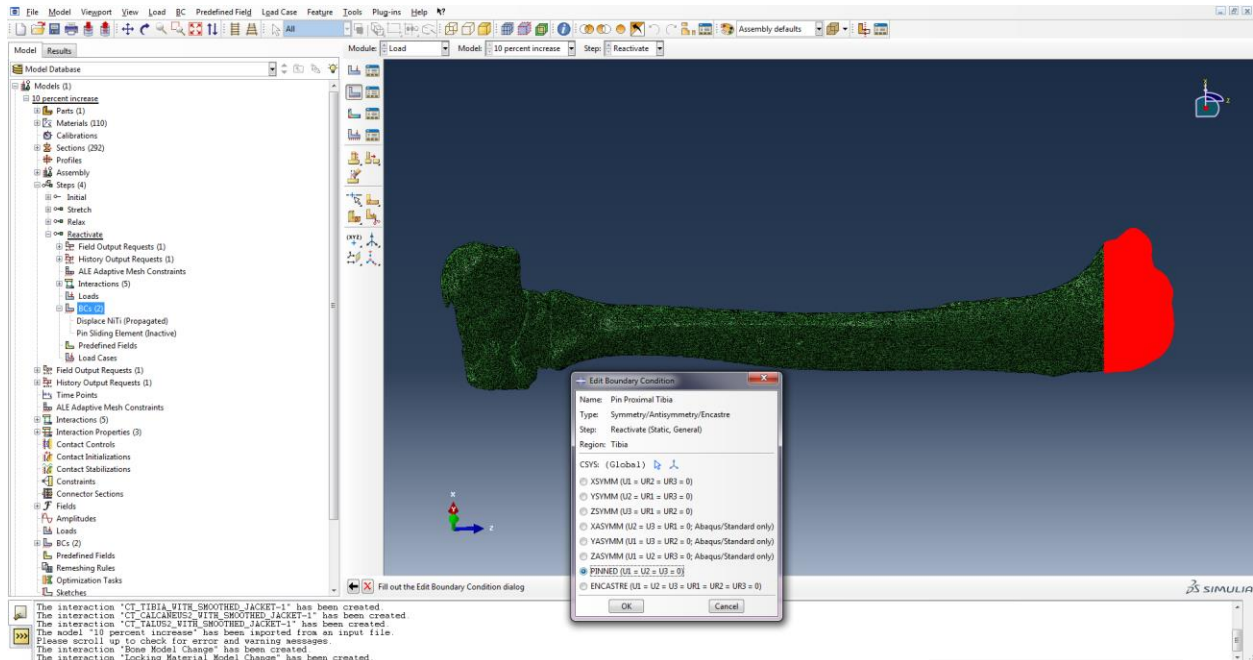 File Model Viewport View Load BC Predefined Field Load Case Feature Tools Plug-ins Help
All
Assembly defaults
Model Results
Module: Load Model: 10 percent increase Step: Reactivate
Model Database
Models (1)
10 percent increase
Parts (1)
Materials (110)
Calibrations
Sections (292)
Profiles
Assembly
Steps (4)
Initial
Stretch
Relax
Reactivate
Field Output Requests (1)
History Output Requests (1)
ALE Adaptive Mesh Constraints
Interactions (5)
Loads
BCs (2)
Displace NiTi (Propagated)
Pin Sliding Element (Inactive)
Predefined Fields
Load Cases
Field Output Requests (1)
History Output Requests (1)
Time Points
ALE Adaptive Mesh Constraints
Interactions (5)
Interaction Properties (3)
Contact Controls
Contact Initializations
Contact Stabilizations
Constraints
Connector Sections
Fields
Amplitudes
Loads
BCs (2)
Predefined Fields
Remeshing Rules
Optimization Tasks
Sketches
(XYZ)
Z
X
Z
Edit Boundary Condition
Name: Pin Proximal Tibia
Type: Symmetry/Antisymmetry/Encastre
Step: Reactivate (Static, General)
Region: Tibia
CSYS: (Global)
XSYMM (U1 = UR2 = UR3 = 0)
YSYMM (U2 = UR1 = UR3 = 0)
ZSYMM (U3 = UR1 = UR2 = 0)
XASYMM (U2 = U3 = UR1 = 0; Abaqus/Standard only)
YASYMM (U1 = U3 = UR2 = 0; Abaqus/Standard only)
ZASYMM (U1 = U2 = UR3 = 0; Abaqus/Standard only)
PINNED (U1 = U2 = U3 = 0)
ENCASTRE (U1 = U2 = U3 = UR1 = UR2 = UR3 = 0)
OK Cancel
Fill out the Edit Boundary Condition dialog
SIMULIA
The interaction "CT_TIBIA_WITH_SMOOTHED_JACKET-1" has been created.
The interaction "CT_CALCANEUS2_WITH_SMOOTHED_JACKET-1" has been created.
The interaction "CT_TALUS2_WITH_SMOOTHED_JACKET-1" has been created.
The model "10 percent increase" has been imported from an input file.
Please scroll up to check for error and warning messages.
The interaction "Bone Model Change" has been created.
The interaction "Locking Material Model Change" has been created.